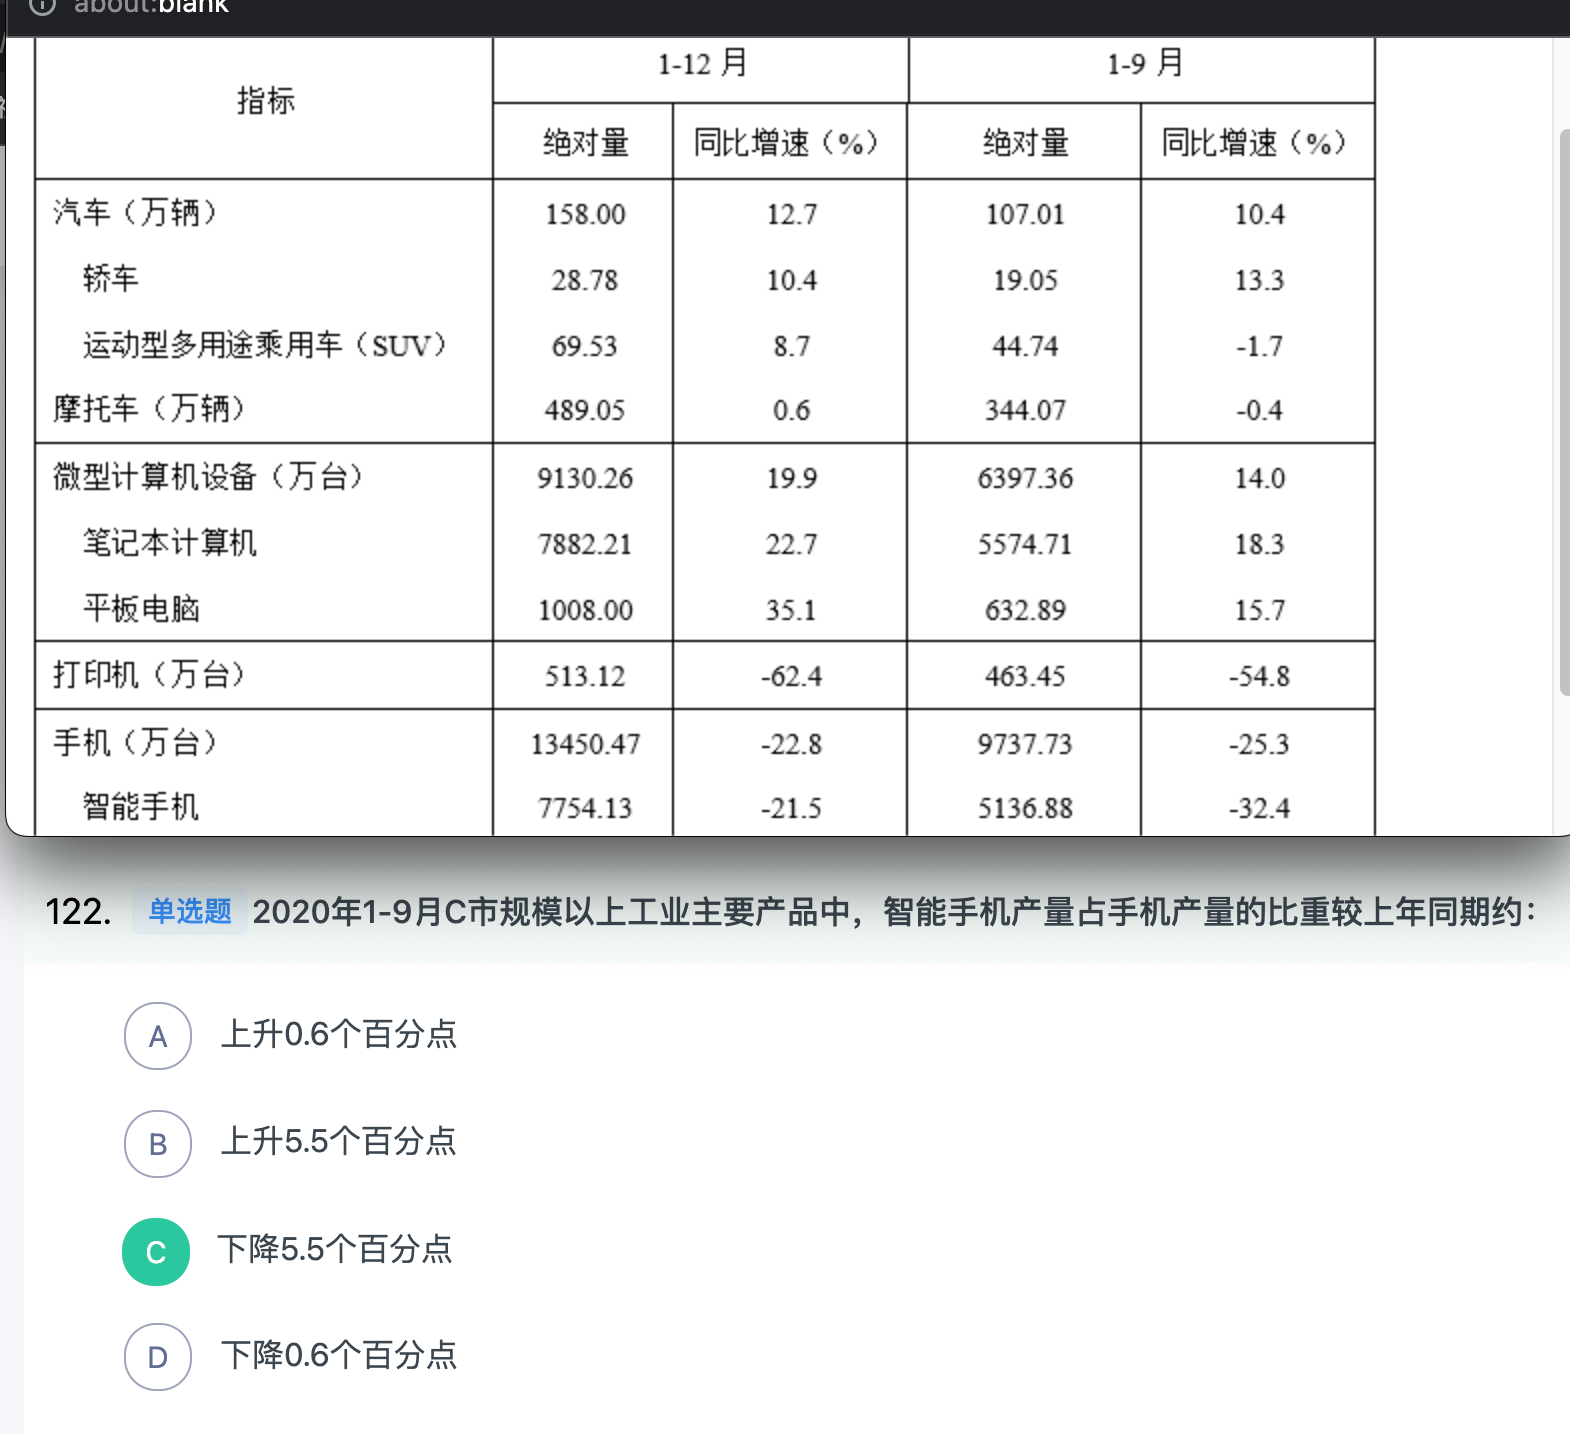 about:blank
指标 1-12 月 1-9 月
绝对量 同比增速（%） 绝对量 同比增速（%）
汽车（万辆） 158.00 12.7 107.01 10.4
轿车 28.78 10.4 19.05 13.3
运动型多用途乘用车（SUV） 69.53 8.7 44.74 -1.7
摩托车（万辆） 489.05 0.6 344.07 -0.4
微型计算机设备（万台） 9130.26 19.9 6397.36 14.0
笔记本计算机 7882.21 22.7 5574.71 18.3
平板电脑 1008.00 35.1 632.89 15.7
打印机（万台） 513.12 -62.4 463.45 -54.8
手机（万台） 13450.47 -22.8 9737.73 -25.3
智能手机 7754.13 -21.5 5136.88 -32.4
122. 单选题 2020年1-9月C市规模以上工业主要产品中，智能手机产量占手机产量的比重较上年同期约：
A 上升0.6个百分点
B 上升5.5个百分点
C 下降5.5个百分点
D 下降0.6个百分点